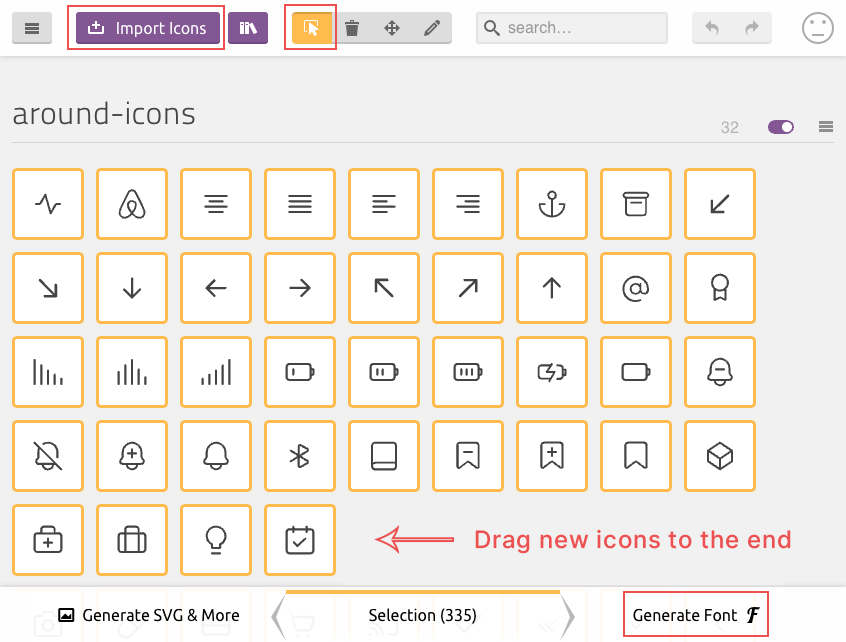 Import Icons
search...
around-icons
32
Drag new icons to the end
Generate SVG & More
Selection (335)
Generate Font